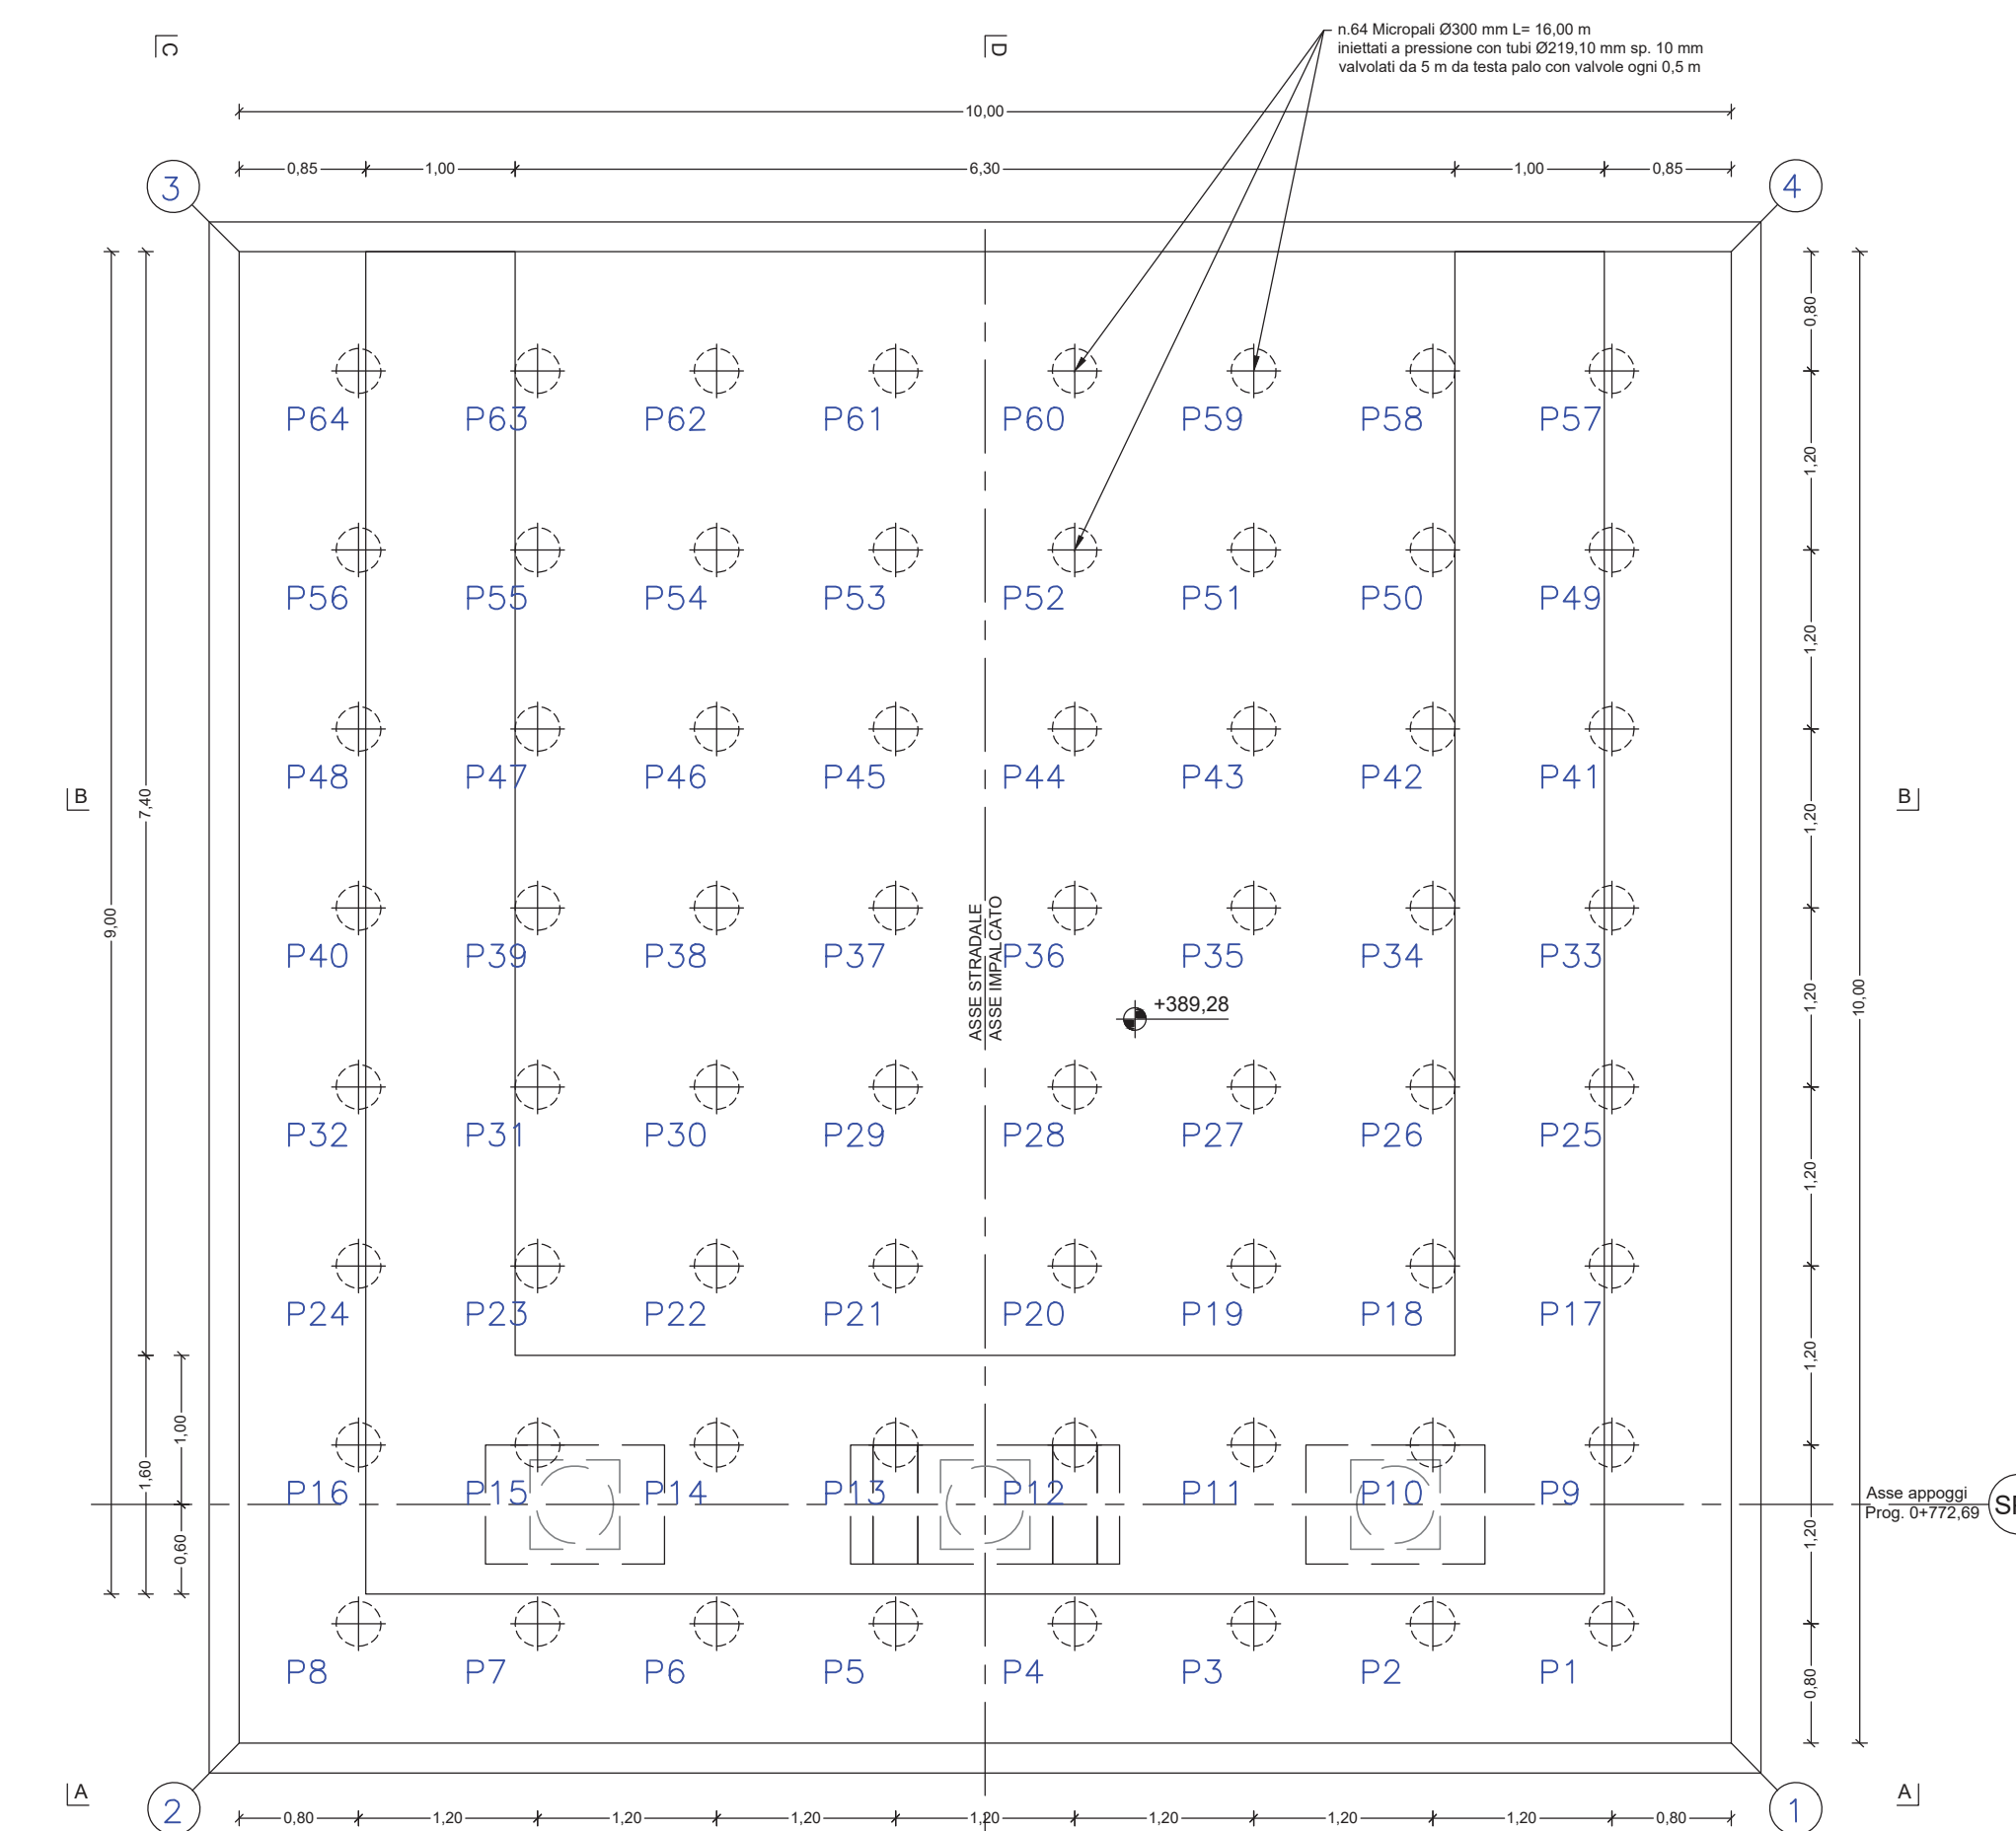 C
D
n.64 Micropali Ø300 mm L= 16,00 m
iniettati a pressione con tubi Ø219,10 mm sp. 10 mm
valvolati da 5 m da testa palo con valvole ogni 0,5 m
10,00
0,85 1,00 6,30 1,00 0,85
3
4
0,80
P64 P63 P62 P61 P60 P59 P58 P57
1,20
P56 P55 P54 P53 P52 P51 P50 P49
1,20
P48 P47 P46 P45 P44 P43 P42 P41
B
7,40
1,20
B
9,00
P40 P39 P38 P37 P36 P35 P34 P33
ASSE STRADALE
ASSE IMPALCATO
+389,28
1,20
10,00
P32 P31 P30 P29 P28 P27 P26 P25
1,20
P24 P23 P22 P21 P20 P19 P18 P17
1,20
1,00
1,60
P16 P15 P14 P13 P12 P11 P10 P9
Asse appoggi
Prog. 0+772,69
0,60
1,20
P8 P7 P6 P5 P4 P3 P2 P1
0,80
A
A
2
1
0,80 1,20 1,20 1,20 1,20 1,20 1,20 1,20 0,80